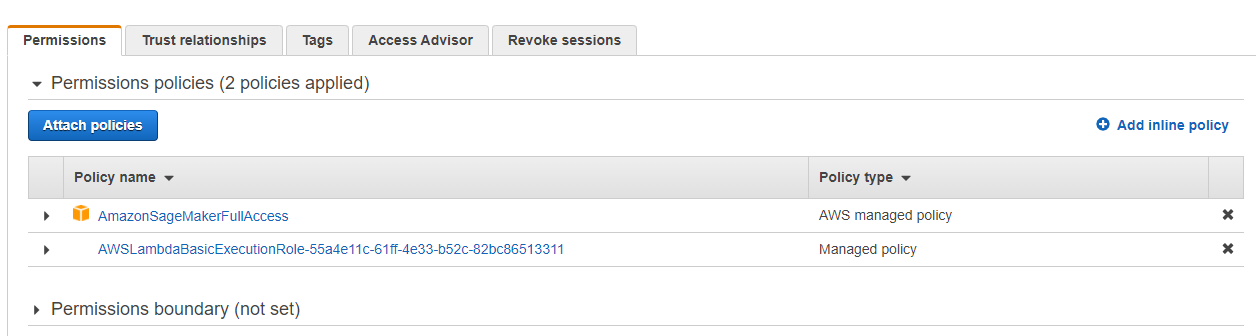 Permissions Trust relationships Tags Access Advisor Revoke sessions
Permissions policies (2 policies applied)
Attach policies Add inline policy
Policy name Policy type
AmazonSageMakerFullAccess AWS managed policy
AWSLambdaBasicExecutionRole-55a4e11c-61ff-4e33-b52c-82bc86513311 Managed policy
Permissions boundary (not set)